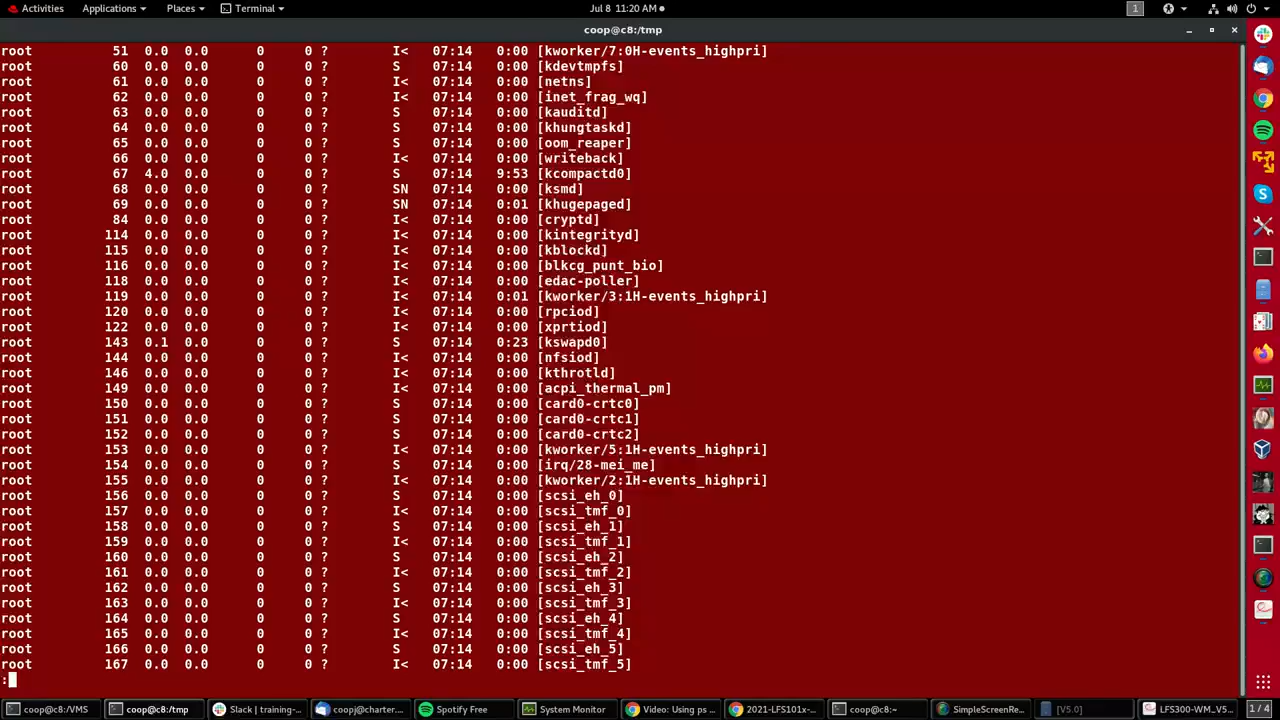 Activities Applications Places Terminal Jul 8 11:20 AM 1
coop@c8:/tmp
root 51 0.0 0.0 0 0 ? I< 07:14 0:00 [kworker/7:0H-events_highpri]
root 60 0.0 0.0 0 0 ? S 07:14 0:00 [kdevtmpfs]
root 61 0.0 0.0 0 0 ? I< 07:14 0:00 [netns]
root 62 0.0 0.0 0 0 ? I< 07:14 0:00 [inet_frag_wq]
root 63 0.0 0.0 0 0 ? S 07:14 0:00 [kauditd]
root 64 0.0 0.0 0 0 ? S 07:14 0:00 [khungtaskd]
root 65 0.0 0.0 0 0 ? S 07:14 0:00 [oom_reaper]
root 66 0.0 0.0 0 0 ? I< 07:14 0:00 [writeback]
root 67 4.0 0.0 0 0 ? S 07:14 9:53 [kcompactd0]
root 68 0.0 0.0 0 0 ? SN 07:14 0:00 [ksmd]
root 69 0.0 0.0 0 0 ? SN 07:14 0:01 [khugepaged]
root 84 0.0 0.0 0 0 ? I< 07:14 0:00 [cryptd]
root 114 0.0 0.0 0 0 ? I< 07:14 0:00 [kintegrityd]
root 115 0.0 0.0 0 0 ? I< 07:14 0:00 [kblockd]
root 116 0.0 0.0 0 0 ? I< 07:14 0:00 [blkcg_punt_bio]
root 118 0.0 0.0 0 0 ? I< 07:14 0:00 [edac-poller]
root 119 0.0 0.0 0 0 ? I< 07:14 0:01 [kworker/3:1H-events_highpri]
root 120 0.0 0.0 0 0 ? I< 07:14 0:00 [rpciod]
root 122 0.0 0.0 0 0 ? I< 07:14 0:00 [xprtiod]
root 143 0.1 0.0 0 0 ? S 07:14 0:23 [kswapd0]
root 144 0.0 0.0 0 0 ? I< 07:14 0:00 [nfsiod]
root 146 0.0 0.0 0 0 ? I< 07:14 0:00 [kthrotld]
root 149 0.0 0.0 0 0 ? I< 07:14 0:00 [acpi_thermal_pm]
root 150 0.0 0.0 0 0 ? S 07:14 0:00 [card0-crtc0]
root 151 0.0 0.0 0 0 ? S 07:14 0:00 [card0-crtc1]
root 152 0.0 0.0 0 0 ? S 07:14 0:00 [card0-crtc2]
root 153 0.0 0.0 0 0 ? I< 07:14 0:00 [kworker/5:1H-events_highpri]
root 154 0.0 0.0 0 0 ? S 07:14 0:00 [irq/28-mei_me]
root 155 0.0 0.0 0 0 ? I< 07:14 0:00 [kworker/2:1H-events_highpri]
root 156 0.0 0.0 0 0 ? S 07:14 0:00 [scsi_eh_0]
root 157 0.0 0.0 0 0 ? I< 07:14 0:00 [scsi_tmf_0]
root 158 0.0 0.0 0 0 ? S 07:14 0:00 [scsi_eh_1]
root 159 0.0 0.0 0 0 ? I< 07:14 0:00 [scsi_tmf_1]
root 160 0.0 0.0 0 0 ? S 07:14 0:00 [scsi_eh_2]
root 161 0.0 0.0 0 0 ? I< 07:14 0:00 [scsi_tmf_2]
root 162 0.0 0.0 0 0 ? S 07:14 0:00 [scsi_eh_3]
root 163 0.0 0.0 0 0 ? I< 07:14 0:00 [scsi_tmf_3]
root 164 0.0 0.0 0 0 ? S 07:14 0:00 [scsi_eh_4]
root 165 0.0 0.0 0 0 ? I< 07:14 0:00 [scsi_tmf_4]
root 166 0.0 0.0 0 0 ? S 07:14 0:00 [scsi_eh_5]
root 167 0.0 0.0 0 0 ? I< 07:14 0:00 [scsi_tmf_5]
:
coop@c8:/VMS coop@c8:/tmp Slack | training-... coopj@charter.... Spotify Free System Monitor Video: Using ps ... 2021-LFS101x-... coop@c8:~ SimpleScreenRe... [V5.0] LFS300-WM_V5... 1 / 4